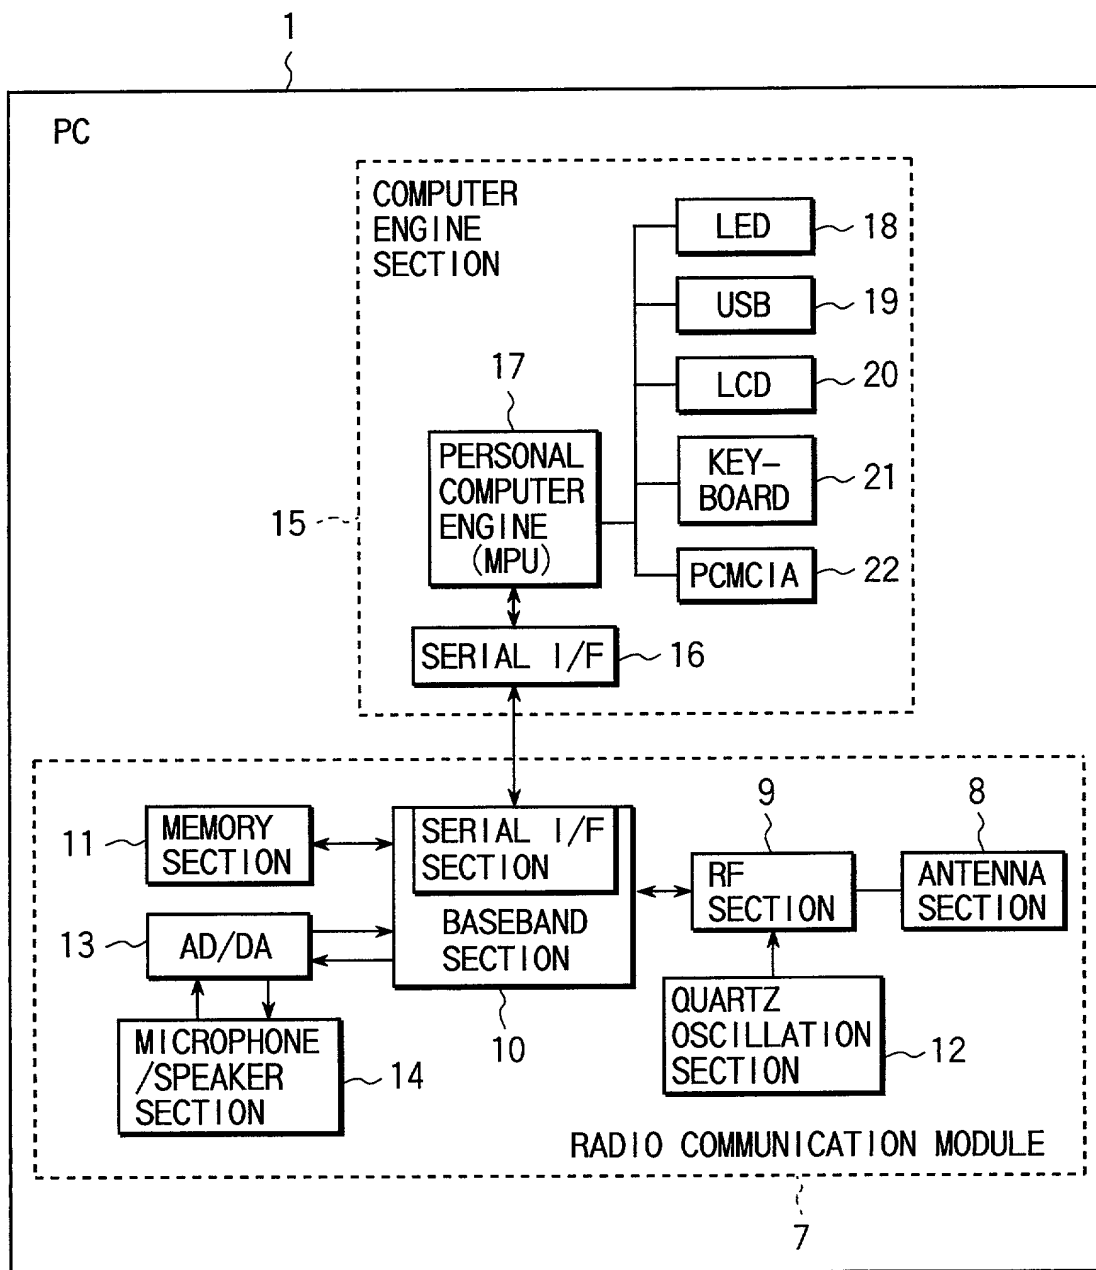 1
PC
COMPUTER
ENGINE
SECTION
LED
18
USB
19
LCD
20
KEY-
BOARD
21
PCMCIA
22
17
PERSONAL
COMPUTER
ENGINE
(MPU)
15
SERIAL I/F
16
11
MEMORY
SECTION
SERIAL I/F
SECTION
BASEBAND
SECTION
10
9
RF
SECTION
8
ANTENNA
SECTION
13
AD/DA
MICROPHONE
/SPEAKER
SECTION
14
QUARTZ
OSCILLATION
SECTION
12
RADIO COMMUNICATION MODULE
7